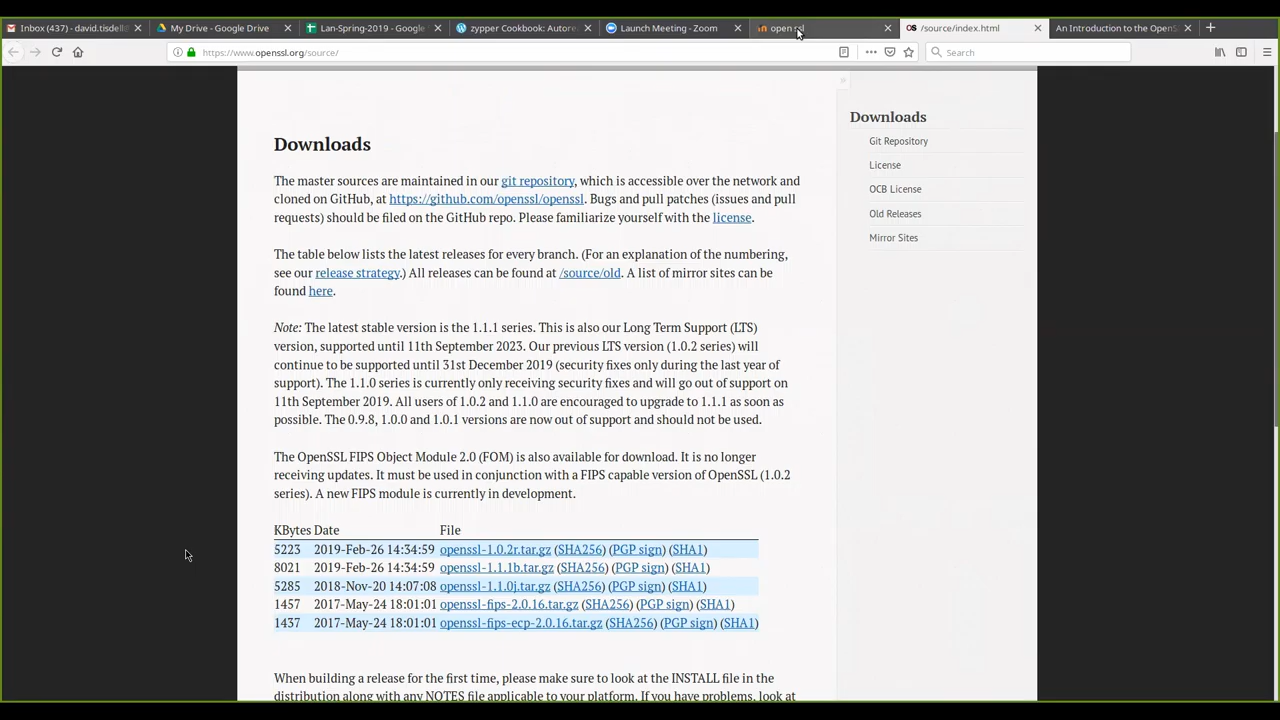 Inbox (437) - david.tisdell
My Drive - Google Drive
Lan-Spring-2019 - Google
zypper Cookbook: Autore
Launch Meeting - Zoom
open ssl
/source/index.html
An Introduction to the OpenS
https://www.openssl.org/source/
Search
Downloads
The master sources are maintained in our git repository, which is accessible over the network and
cloned on GitHub, at https://github.com/openssl/openssl. Bugs and pull patches (issues and pull
requests) should be filed on the GitHub repo. Please familiarize yourself with the license.
The table below lists the latest releases for every branch. (For an explanation of the numbering,
see our release strategy.) All releases can be found at /source/old. A list of mirror sites can be
found here.
Note: The latest stable version is the 1.1.1 series. This is also our Long Term Support (LTS)
version, supported until 11th September 2023. Our previous LTS version (1.0.2 series) will
continue to be supported until 31st December 2019 (security fixes only during the last year of
support). The 1.1.0 series is currently only receiving security fixes and will go out of support on
11th September 2019. All users of 1.0.2 and 1.1.0 are encouraged to upgrade to 1.1.1 as soon as
possible. The 0.9.8, 1.0.0 and 1.0.1 versions are now out of support and should not be used.
The OpenSSL FIPS Object Module 2.0 (FOM) is also available for download. It is no longer
receiving updates. It must be used in conjunction with a FIPS capable version of OpenSSL (1.0.2
series). A new FIPS module is currently in development.
KBytes Date File
5223 2019-Feb-26 14:34:59 openssl-1.0.2r.tar.gz (SHA256) (PGP sign) (SHA1)
8021 2019-Feb-26 14:34:59 openssl-1.1.1b.tar.gz (SHA256) (PGP sign) (SHA1)
5285 2018-Nov-20 14:07:08 openssl-1.1.0j.tar.gz (SHA256) (PGP sign) (SHA1)
1457 2017-May-24 18:01:01 openssl-fips-2.0.16.tar.gz (SHA256) (PGP sign) (SHA1)
1437 2017-May-24 18:01:01 openssl-fips-ecp-2.0.16.tar.gz (SHA256) (PGP sign) (SHA1)
When building a release for the first time, please make sure to look at the INSTALL file in the
distribution along with any NOTES file applicable to your platform. If you have problems, look at
Downloads
Git Repository
License
OCB License
Old Releases
Mirror Sites